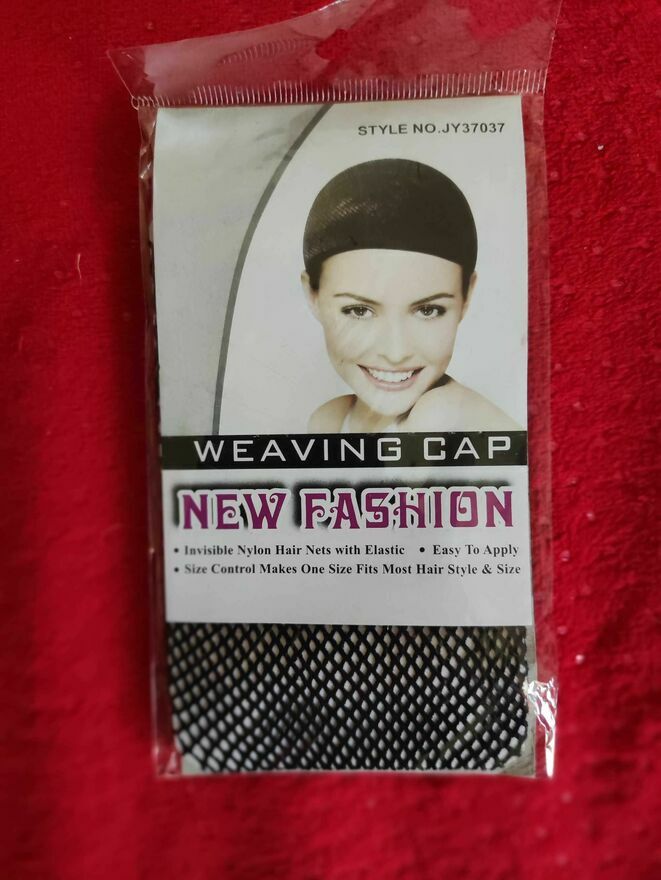 STYLE NO.JY37037
WEAVING CAP
NEW FASHION
• Invisible Nylon Hair Nets with Elastic • Easy To Apply
• Size Control Makes One Size Fits Most Hair Style & Size